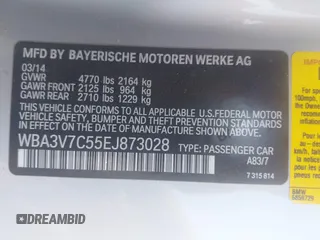 MFD BY BAYERISCHE MOTOREN WERKE AG
03/14
GVWR 4770 lbs 2164 kg
GAWR FRONT 2125 lbs 964 kg
GAWR REAR 2710 lbs 1229 kg
THIS VEHICLE CONFORMS TO ALL
APPLICABLE U.S. FEDERAL MOTOR
VEHICLE SAFETY BUMPER, AND
THEFT PREVENTION STANDARDS
IN EFFECT ON THE DATE OF
MANUFACTURE SHOWN ABOVE.
WBA3V7C55EJ873028 TYPE: PASSENGER CAR
A83/7
7 315 814
BMW
DEALERSHIP.COM